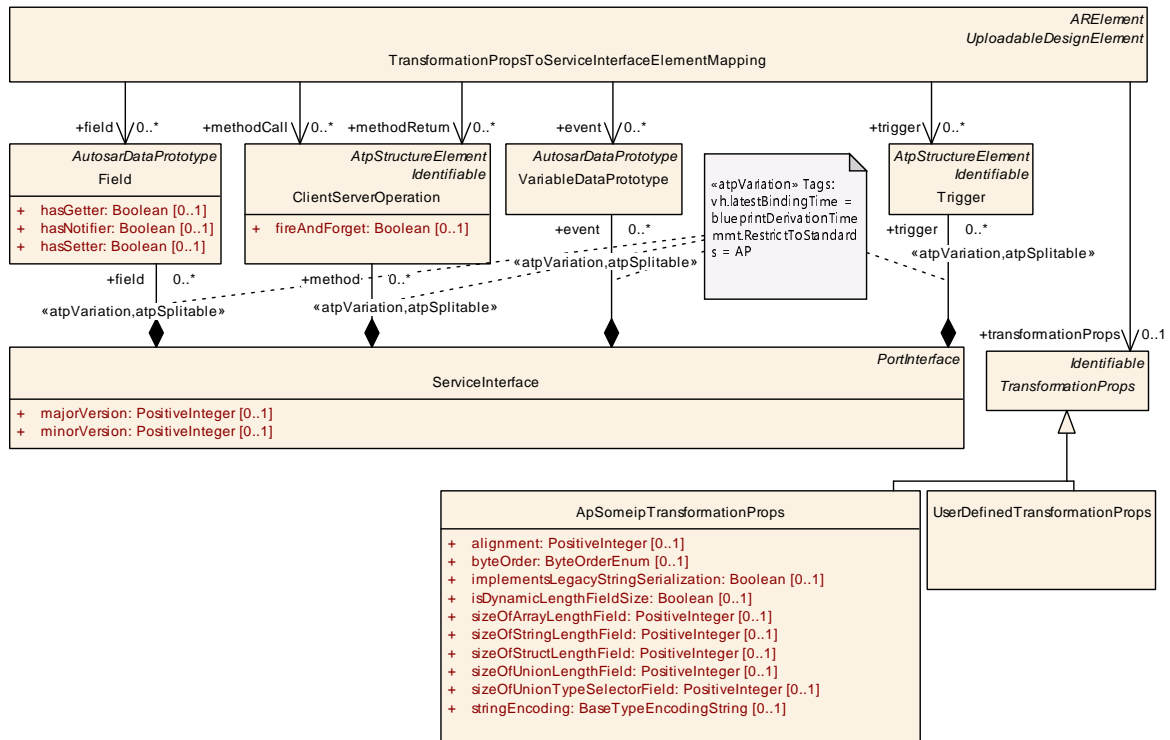 ARElement
UploadableDesignElement
TransformationPropsToServiceInterfaceElementMapping
+field 0..*
+methodCall 0..*
+methodReturn 0..*
+event 0..*
+trigger 0..*
AutosarDataPrototype
Field
+ hasGetter: Boolean [0..1]
+ hasNotifier: Boolean [0..1]
+ hasSetter: Boolean [0..1]
AtpStructureElement
Identifiable
ClientServerOperation
+ fireAndForget: Boolean [0..1]
AutosarDataPrototype
VariableDataPrototype
«atpVariation» Tags:
vh.latestBindingTime =
blueprintDerivationTime
mmt.RestrictToStandard
s = AP
AtpStructureElement
Identifiable
Trigger
+field 0..*
«atpVariation,atpSplitable»
+method 0..*
«atpVariation,atpSplitable»
+event 0..*
«atpVariation,atpSplitable»
+trigger 0..*
«atpVariation,atpSplitable»
+transformationProps 0..1
PortInterface
ServiceInterface
+ majorVersion: PositiveInteger [0..1]
+ minorVersion: PositiveInteger [0..1]
Identifiable
TransformationProps
ApSomeipTransformationProps
+ alignment: PositiveInteger [0..1]
+ byteOrder: ByteOrderEnum [0..1]
+ implementsLegacyStringSerialization: Boolean [0..1]
+ isDynamicLengthFieldSize: Boolean [0..1]
+ sizeOfArrayLengthField: PositiveInteger [0..1]
+ sizeOfStringLengthField: PositiveInteger [0..1]
+ sizeOfStructLengthField: PositiveInteger [0..1]
+ sizeOfUnionLengthField: PositiveInteger [0..1]
+ sizeOfUnionTypeSelectorField: PositiveInteger [0..1]
+ stringEncoding: BaseTypeEncodingString [0..1]
UserDefinedTransformationProps